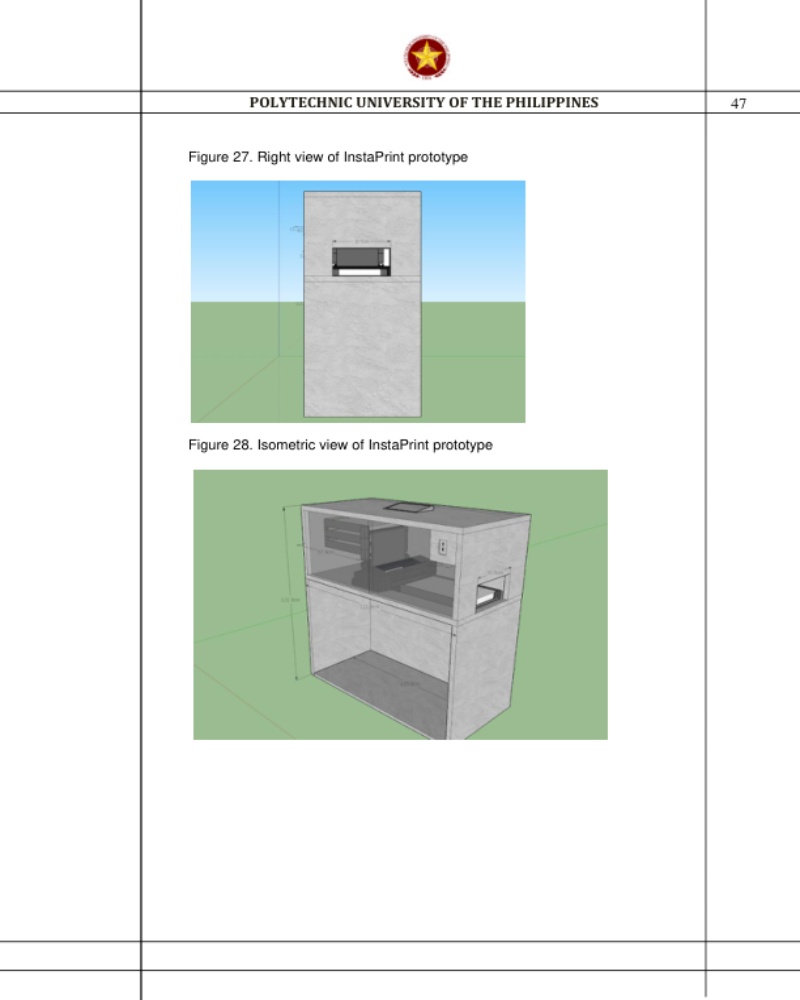 POLYTECHNIC UNIVERSITY OF THE PHILIPPINES
47
Figure 27. Right view of InstaPrint prototype
Figure 28. Isometric view of InstaPrint prototype